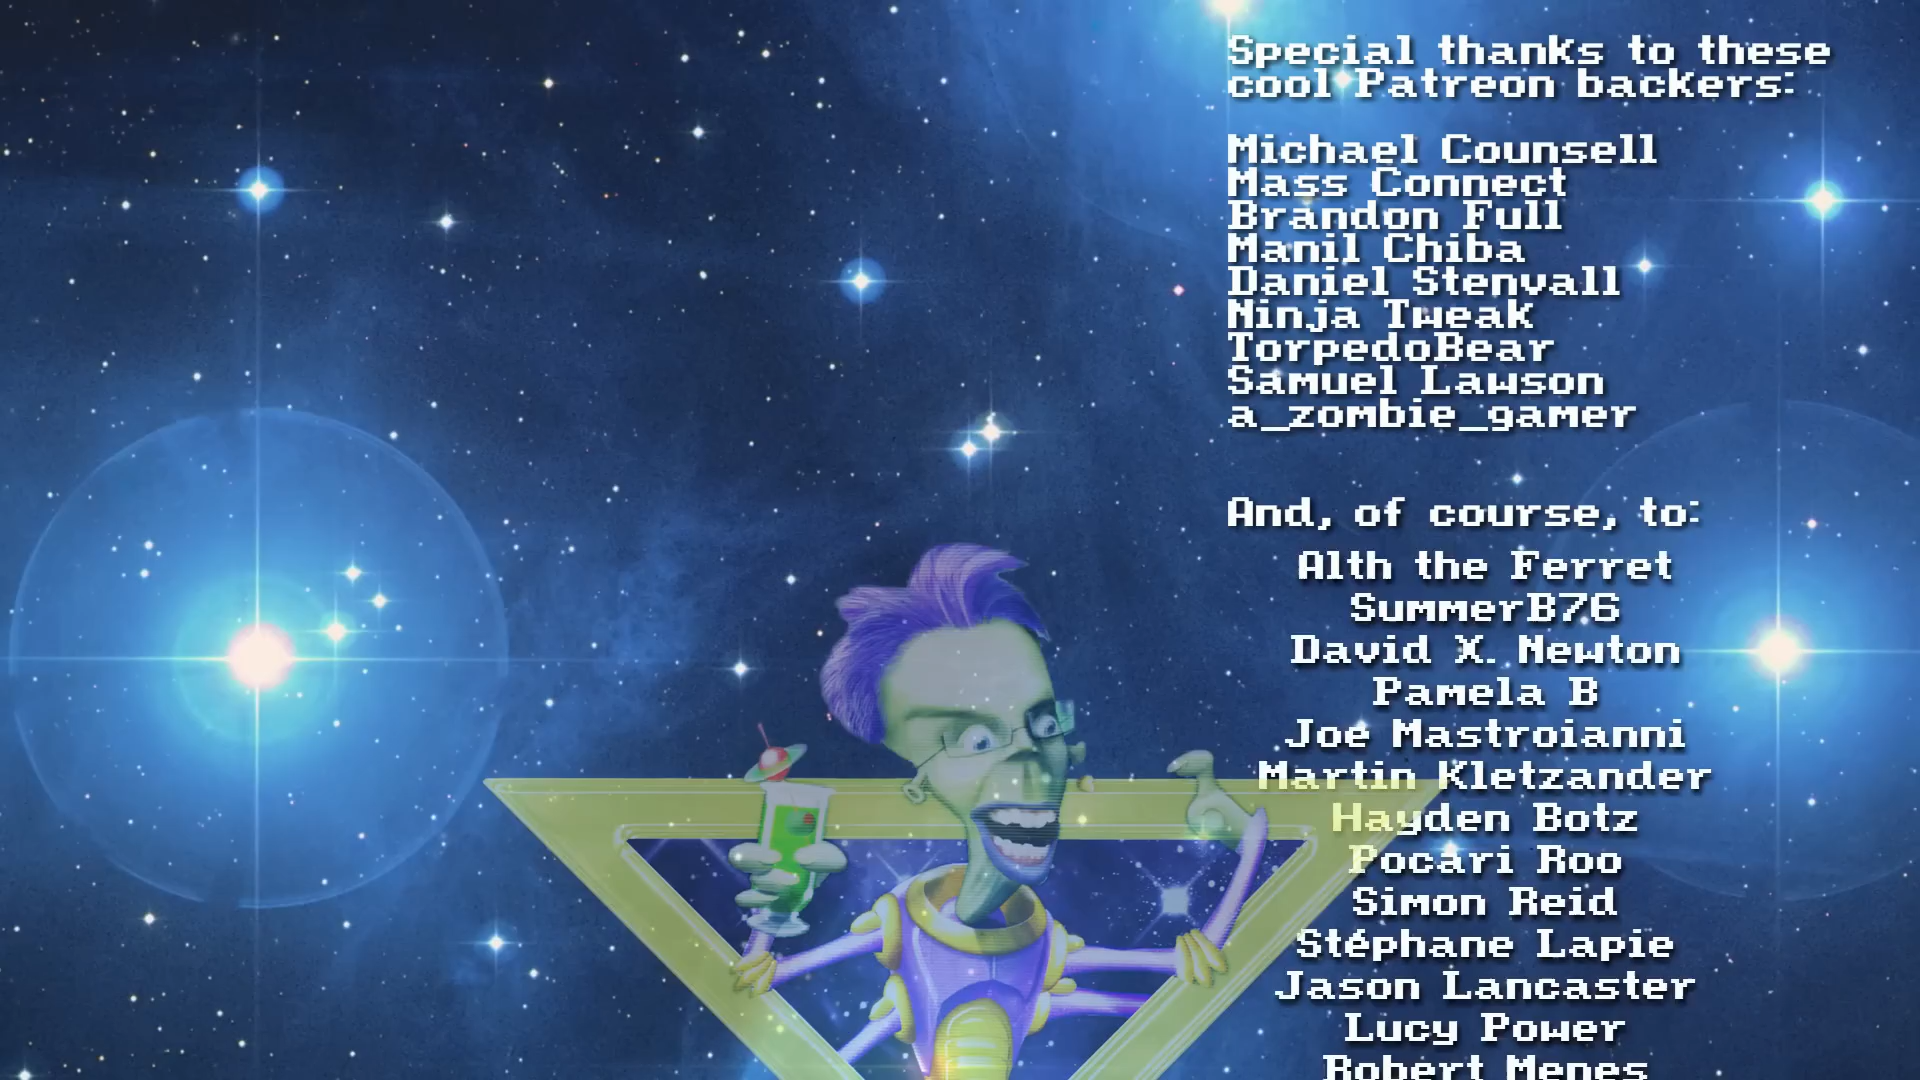 Special thanks to these
cool Patreon backers:
Michael Counsell
Mass Connect
Brandon Full
Manil Chiba
Daniel Stenvall
Ninja Tweak
TorpedoBear
Samuel Lawson
a_zombie_gamer
And, of course, to:
Alth the Ferret
SummerB76
David X. Newton
Pamela B
Joe Mastroianni
Martin Kletzander
Hayden Botz
Pocari Roo
Simon Reid
Stéphane Lapie
Jason Lancaster
Lucy Power
Robert Menes